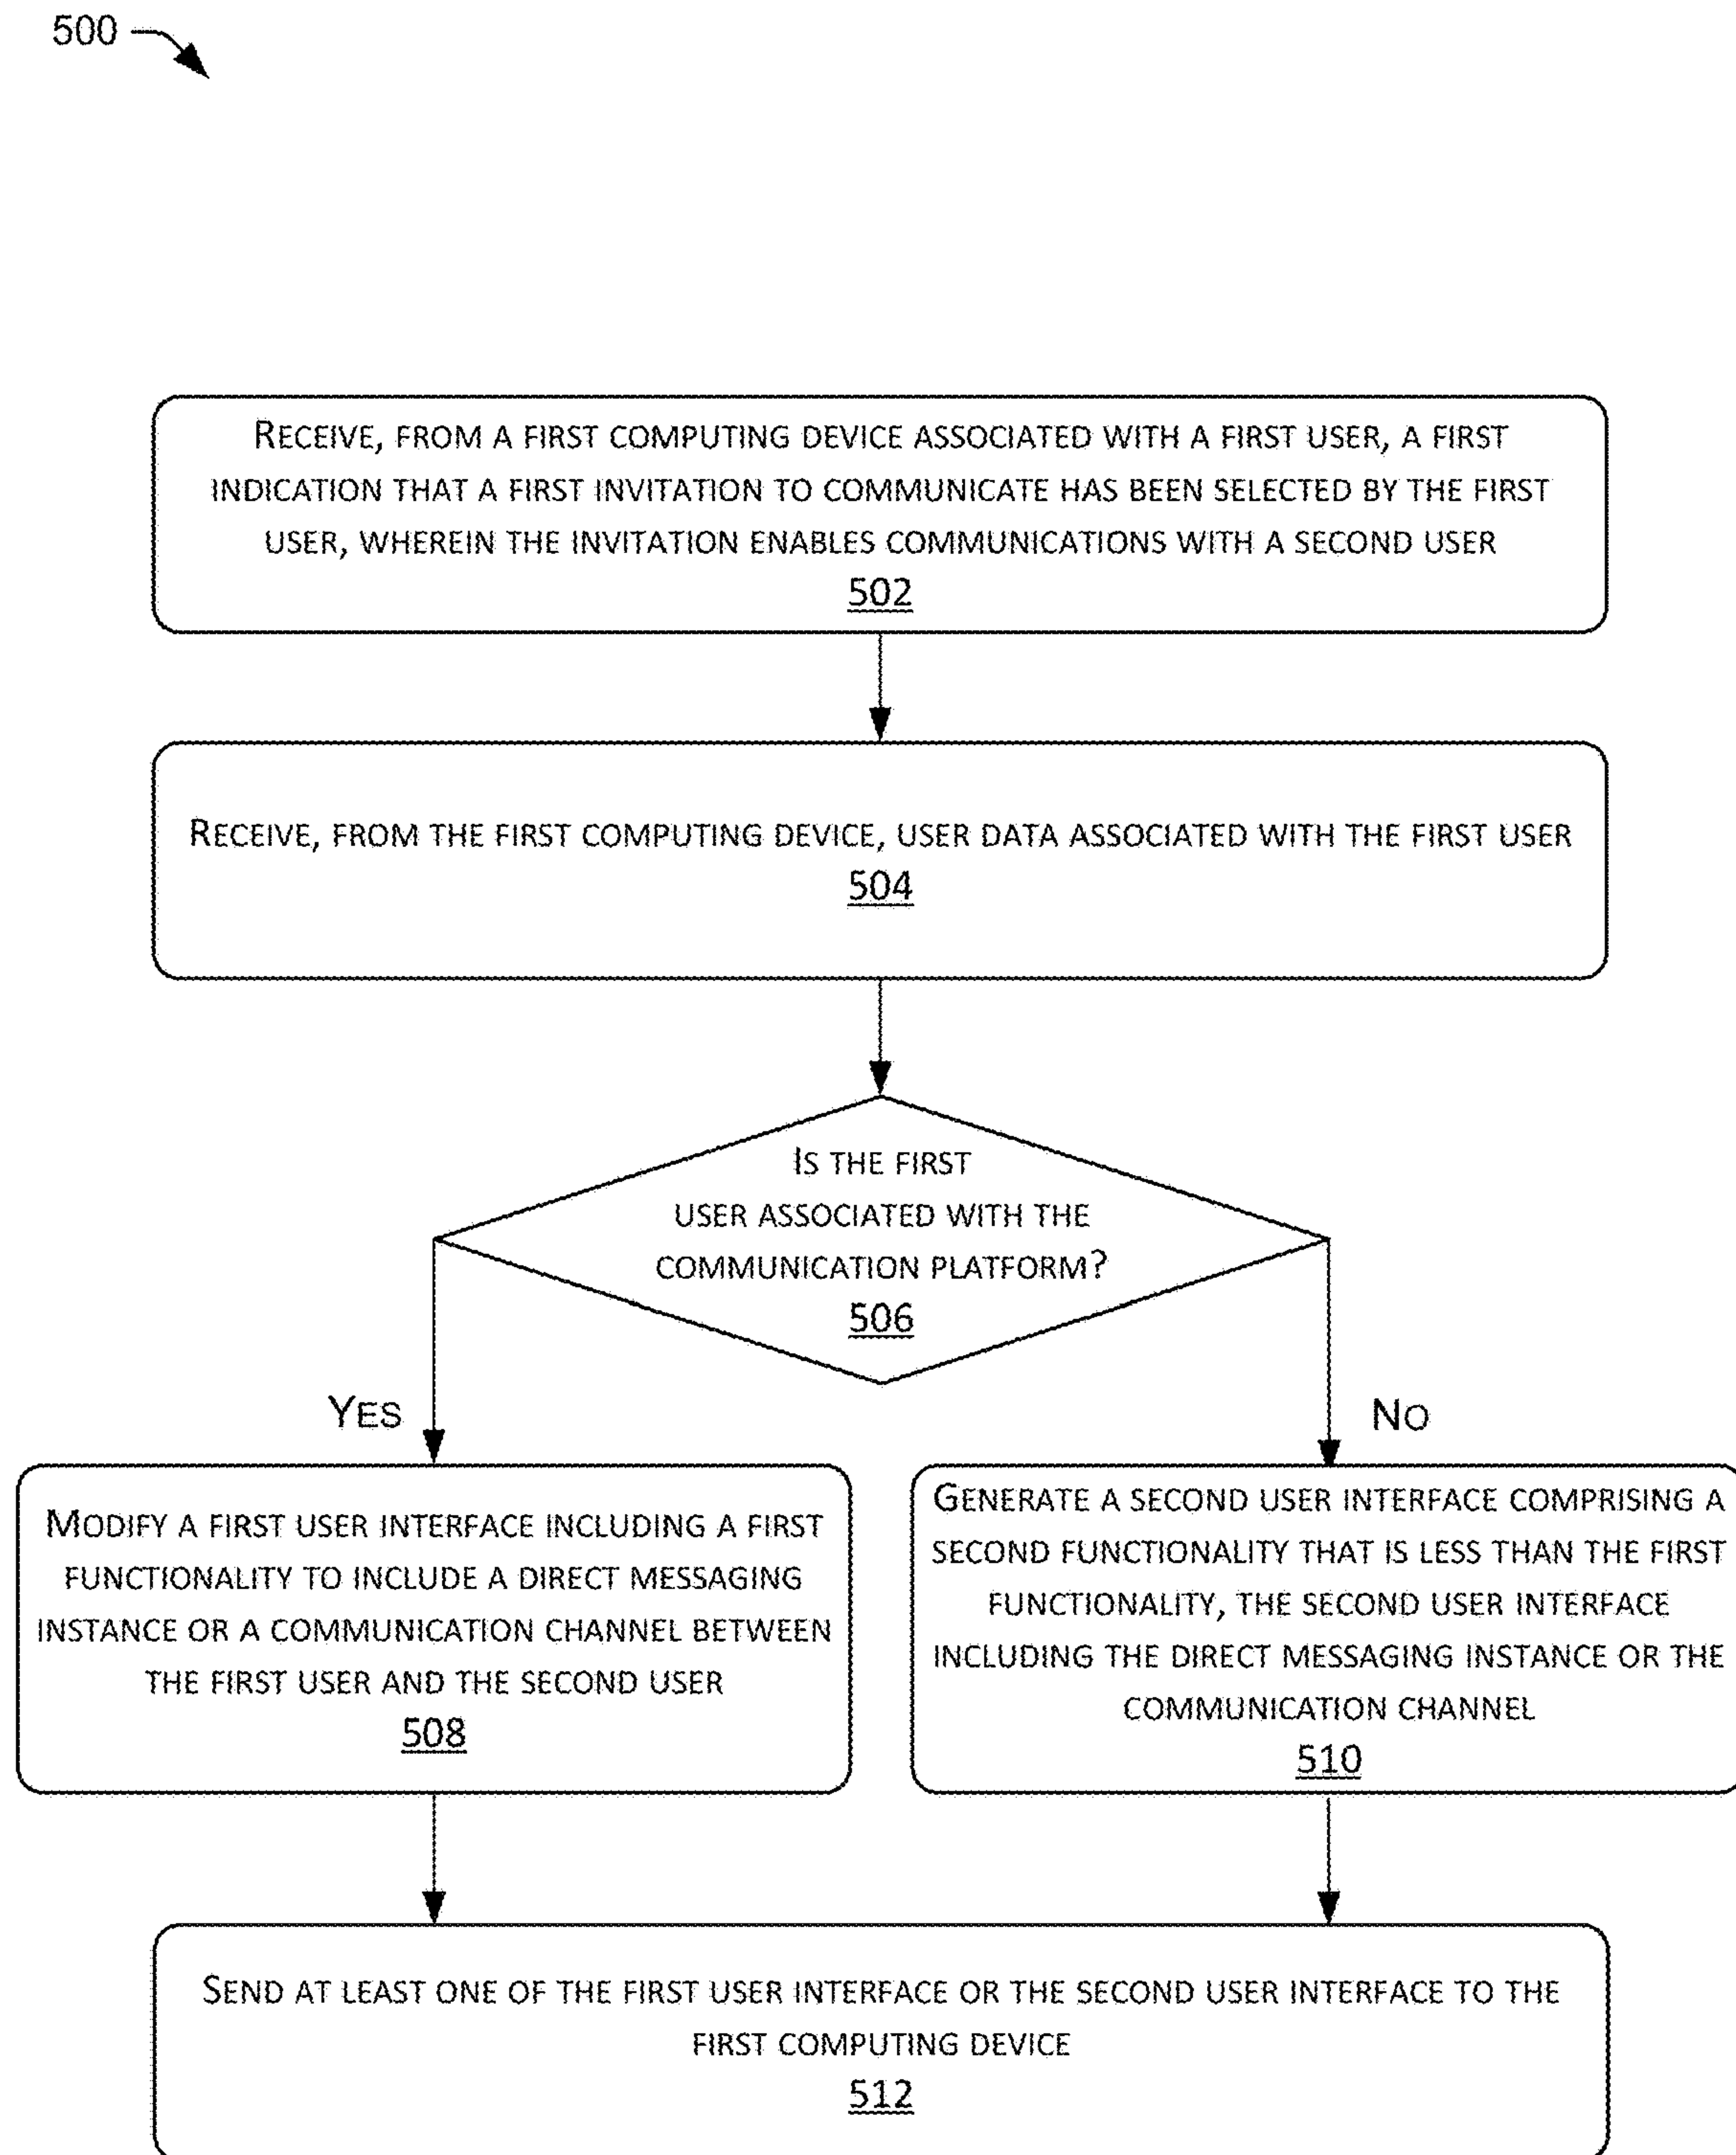 500
RECEIVE, FROM A FIRST COMPUTING DEVICE ASSOCIATED WITH A FIRST USER, A FIRST
INDICATION THAT A FIRST INVITATION TO COMMUNICATE HAS BEEN SELECTED BY THE FIRST
USER, WHEREIN THE INVITATION ENABLES COMMUNICATIONS WITH A SECOND USER
502
RECEIVE, FROM THE FIRST COMPUTING DEVICE, USER DATA ASSOCIATED WITH THE FIRST USER
504
IS THE FIRST
USER ASSOCIATED WITH THE
COMMUNICATION PLATFORM?
506
YES
NO
MODIFY A FIRST USER INTERFACE INCLUDING A FIRST
FUNCTIONALITY TO INCLUDE A DIRECT MESSAGING
INSTANCE OR A COMMUNICATION CHANNEL BETWEEN
THE FIRST USER AND THE SECOND USER
508
GENERATE A SECOND USER INTERFACE COMPRISING A
SECOND FUNCTIONALITY THAT IS LESS THAN THE FIRST
FUNCTIONALITY, THE SECOND USER INTERFACE
INCLUDING THE DIRECT MESSAGING INSTANCE OR THE
COMMUNICATION CHANNEL
510
SEND AT LEAST ONE OF THE FIRST USER INTERFACE OR THE SECOND USER INTERFACE TO THE
FIRST COMPUTING DEVICE
512